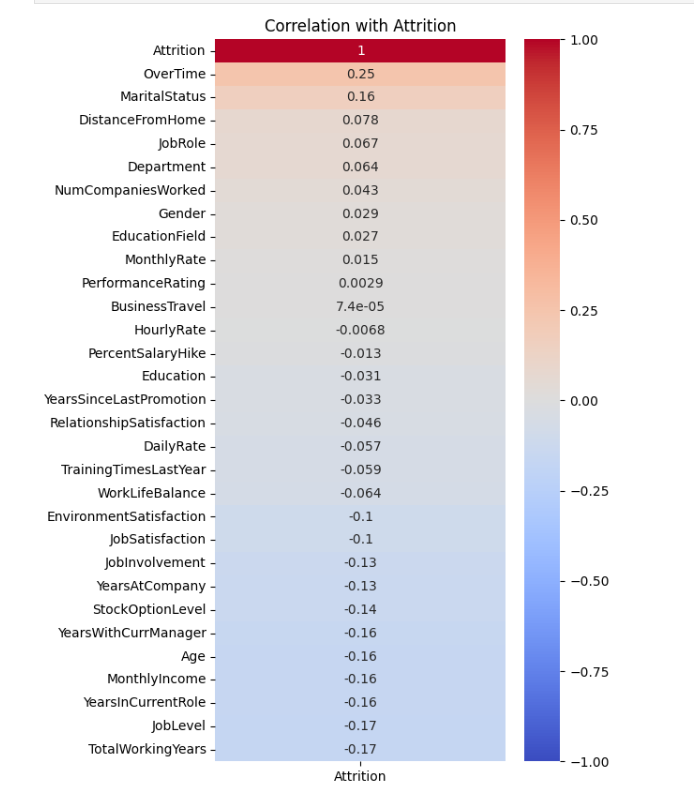 Correlation with Attrition
Attrition 1
OverTime 0.25
MaritalStatus 0.16
DistanceFromHome 0.078
JobRole 0.067
Department 0.064
NumCompaniesWorked 0.043
Gender 0.029
EducationField 0.027
MonthlyRate 0.015
PerformanceRating 0.0029
BusinessTravel 7.4e-05
HourlyRate -0.0068
PercentSalaryHike -0.013
Education -0.031
YearsSinceLastPromotion -0.033
RelationshipSatisfaction -0.046
DailyRate -0.057
TrainingTimesLastYear -0.059
WorkLifeBalance -0.064
EnvironmentSatisfaction -0.1
JobSatisfaction -0.1
JobInvolvement -0.13
YearsAtCompany -0.13
StockOptionLevel -0.14
YearsWithCurrManager -0.16
Age -0.16
MonthlyIncome -0.16
YearsInCurrentRole -0.16
JobLevel -0.17
TotalWorkingYears -0.17
Attrition
1.00
0.75
0.50
0.25
0.00
−0.25
−0.50
−0.75
−1.00